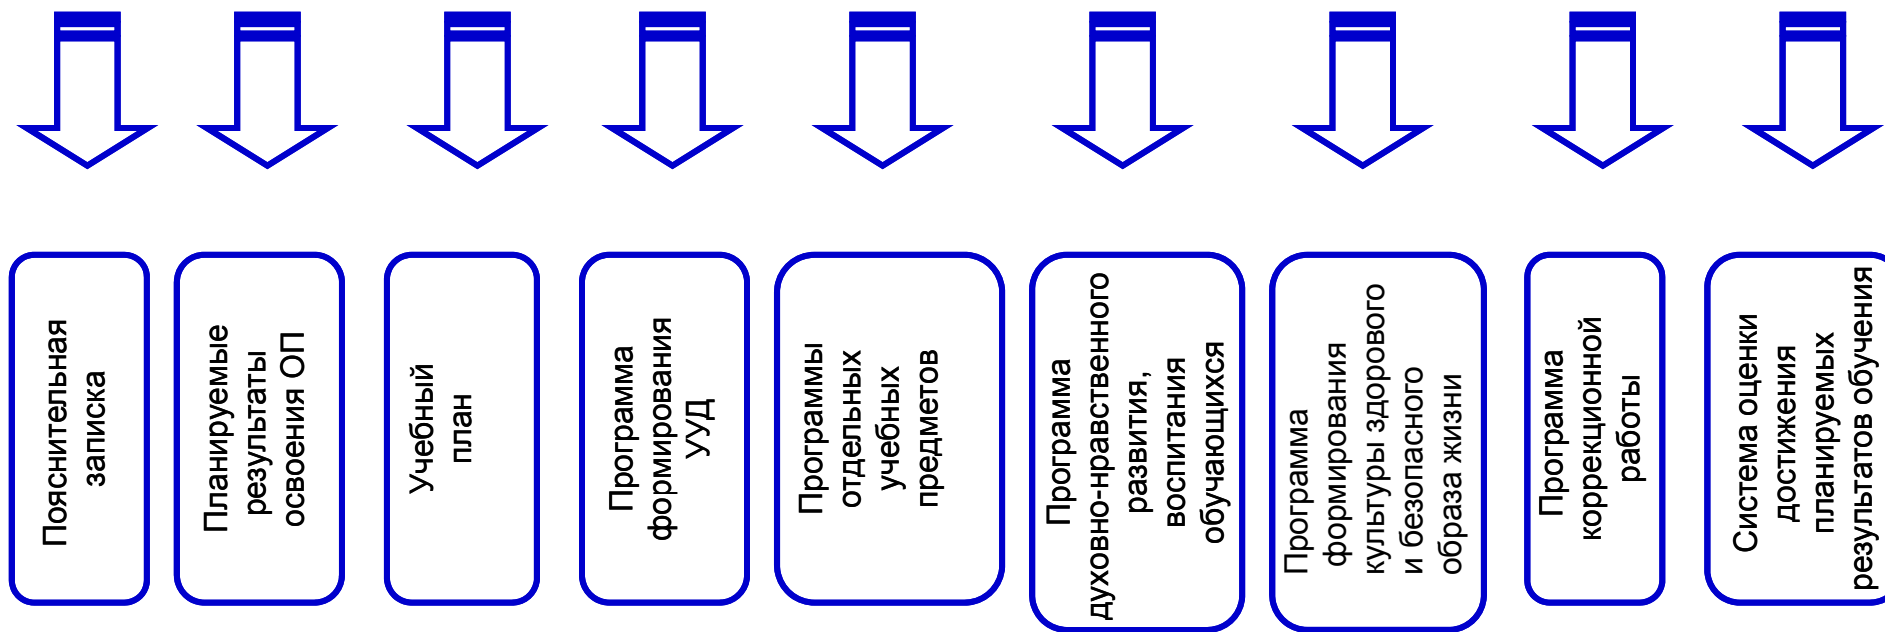 Пояснительная
записка
Планируемые
результаты
освоения ОП
Учебный
план
Программа
формирования
УУД
Программы
отдельных
учебных
предметов
Программа
духовно-нравственного
развития,
воспитания
обучающихся
Программа
формирования
культуры здорового
и безопасного
образа жизни
Программа
коррекционной
работы
Система оценки
достижения
планируемых
результатов обучения